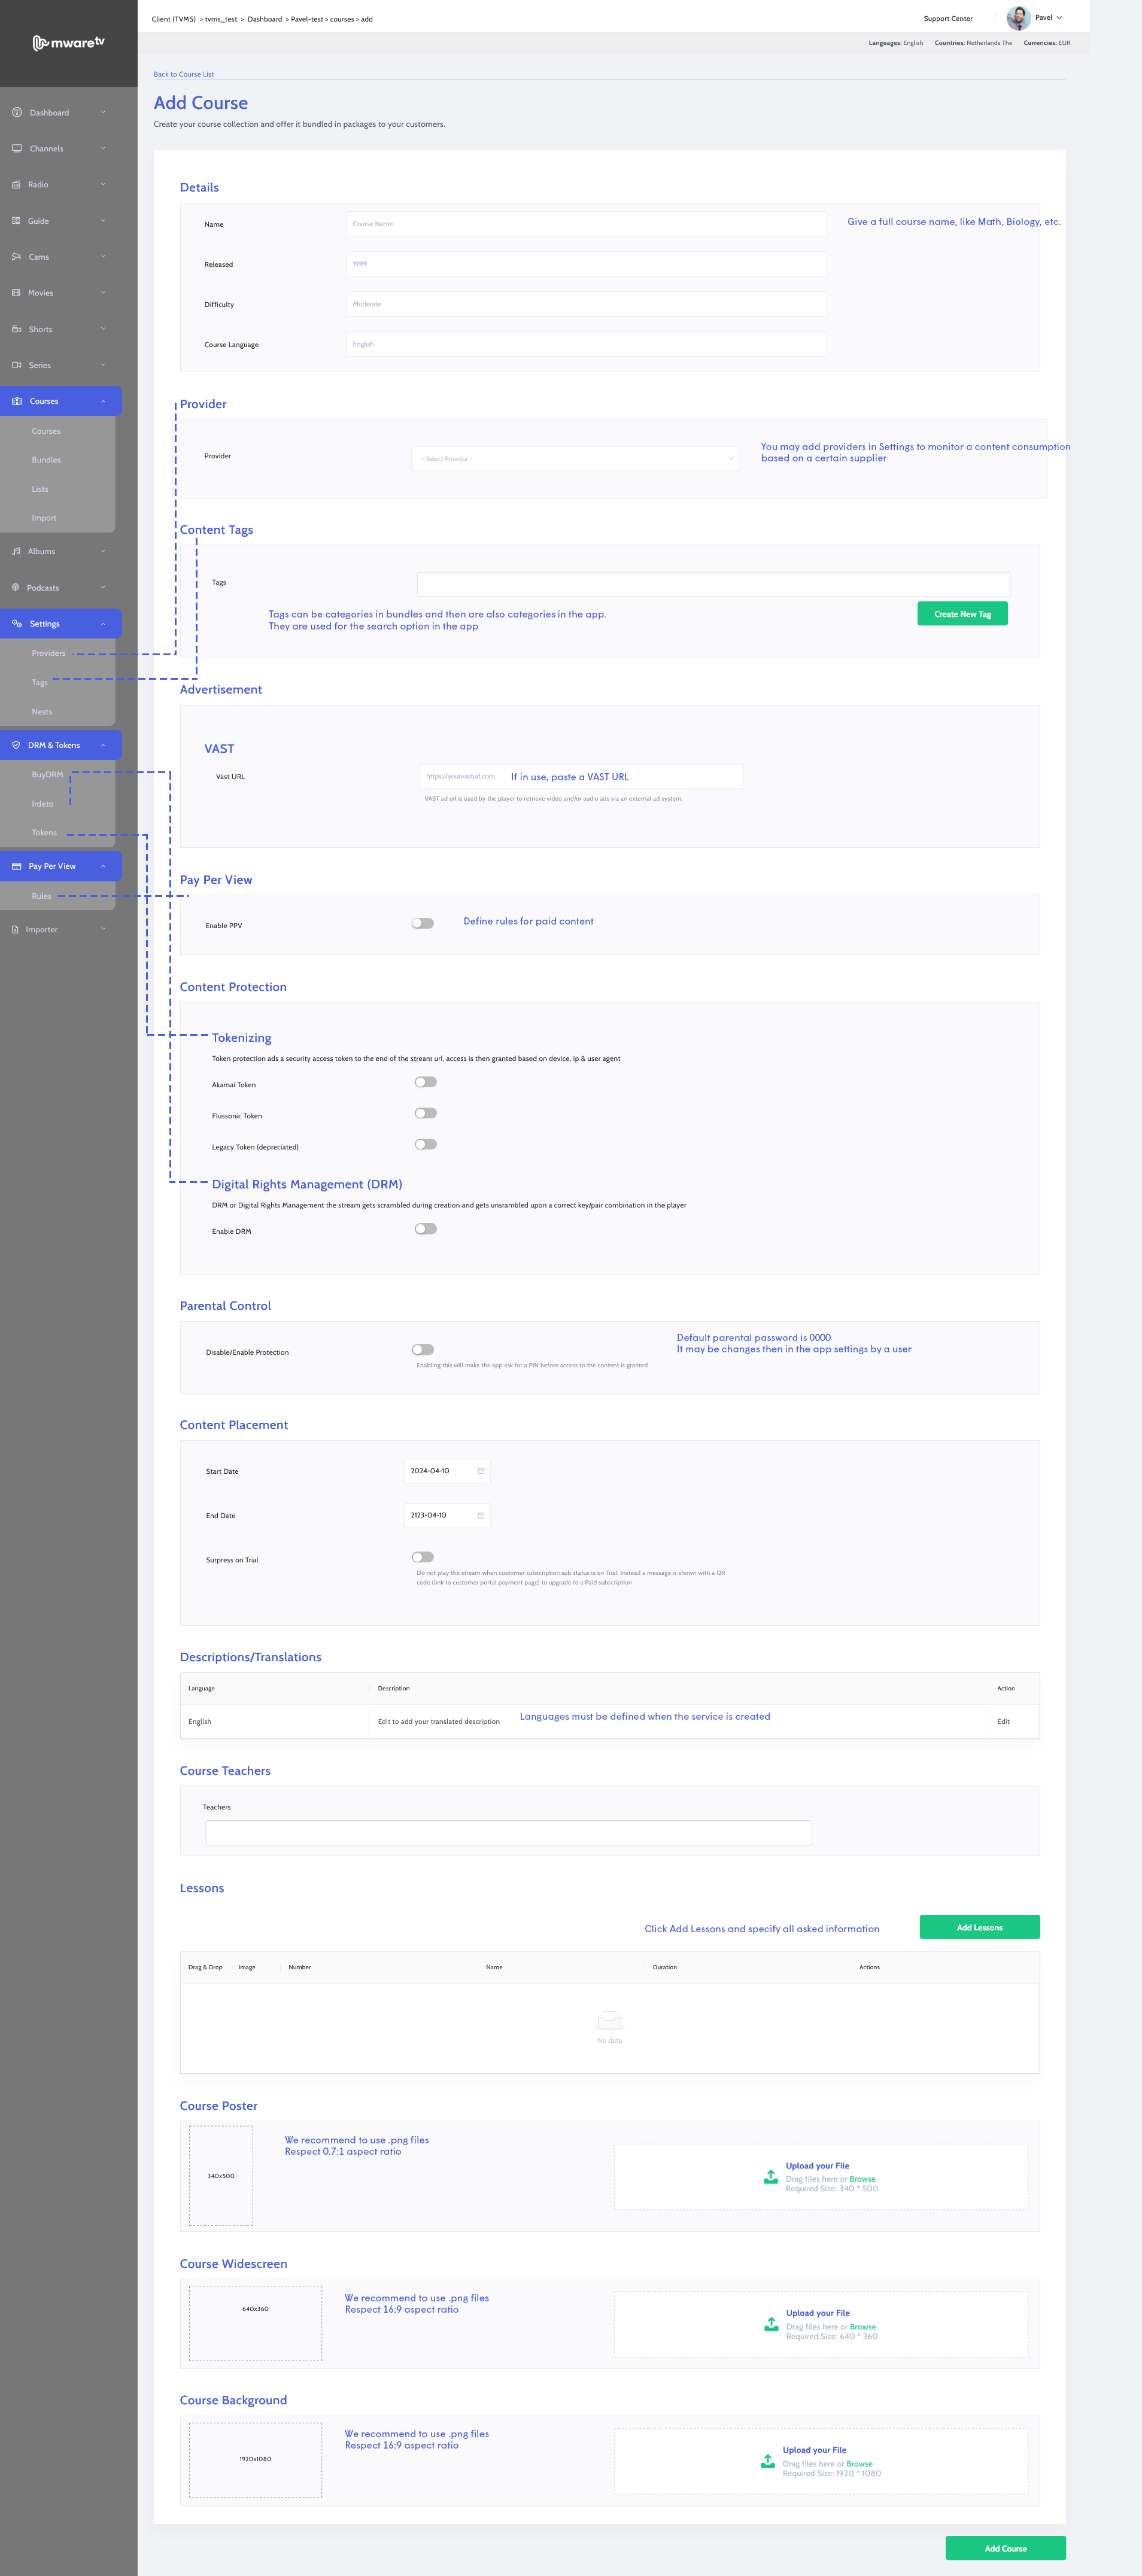 mwaretv
Client (TVMS) > tvms_test > Dashboard > Pavel-test > courses > add
Support Center
Pavel
Languages: English Countries: Netherlands The Currencies: EUR
Dashboard
Channels
Radio
Guide
Cams
Movies
Shorts
Series
Courses
Courses
Bundles
Lists
Import
Albums
Podcasts
Settings
Providers
Tags
Nests
DRM & Tokens
BuyDRM
Irdeto
Tokens
Pay Per View
Rules
Importer
Back to Course List
Add Course
Create your course collection and offer it bundled in packages to your customers.
Details
Name
Course Name
Give a full course name, like Math, Biology, etc.
Released
1999
Difficulty
Moderate
Course Language
English
Provider
Provider
- Select Provider -
You may add providers in Settings to monitor a content consumption
based on a certain supplier
Content Tags
Tags
Tags can be categories in bundles and then are also categories in the app.
They are used for the search option in the app
Create New Tag
Advertisement
VAST
Vast URL
https://yourvasturl.com
If in use, paste a VAST URL
VAST ad url is used by the player to retrieve video and/or audio ads via an external ad system.
Pay Per View
Enable PPV
Define rules for paid content
Content Protection
Tokenizing
Token protection ads a security access token to the end of the stream url, access is then granted based on device, ip & user agent
Akamai Token
Flussonic Token
Legacy Token (depreciated)
Digital Rights Management (DRM)
DRM or Digital Rights Management the stream gets scrambled during creation and gets unsrambled upon a correct key/pair combination in the player
Enable DRM
Parental Control
Disable/Enable Protection
Enabling this will make the app ask for a PIN before access to the content is granted
Default parental password is 0000
It may be changes then in the app settings by a user
Content Placement
Start Date
2024-04-10
End Date
2123-04-10
Surpress on Trial
Do not play the stream when customer subscription sub status is on Trial. Instead a message is shown with a QR
code (link to customer portal payment page) to upgrade to a Paid subscription
Descriptions/Translations
Language Description Action
English Edit to add your translated description Edit
Languages must be defined when the service is created
Course Teachers
Teachers
Lessons
Click Add Lessons and specify all asked information
Add Lessons
Drag & Drop Image Number Name Duration Actions
No data
Course Poster
340x500
We recommend to use .png files
Respect 0.7:1 aspect ratio
Upload your File
Drag files here or Browse
Required Size: 340 * 500
Course Widescreen
640x360
We recommend to use .png files
Respect 16:9 aspect ratio
Upload your File
Drag files here or Browse
Required Size: 640 * 360
Course Background
1920x1080
We recommend to use .png files
Respect 16:9 aspect ratio
Upload your File
Drag files here or Browse
Required Size: 1920 * 1080
Add Course